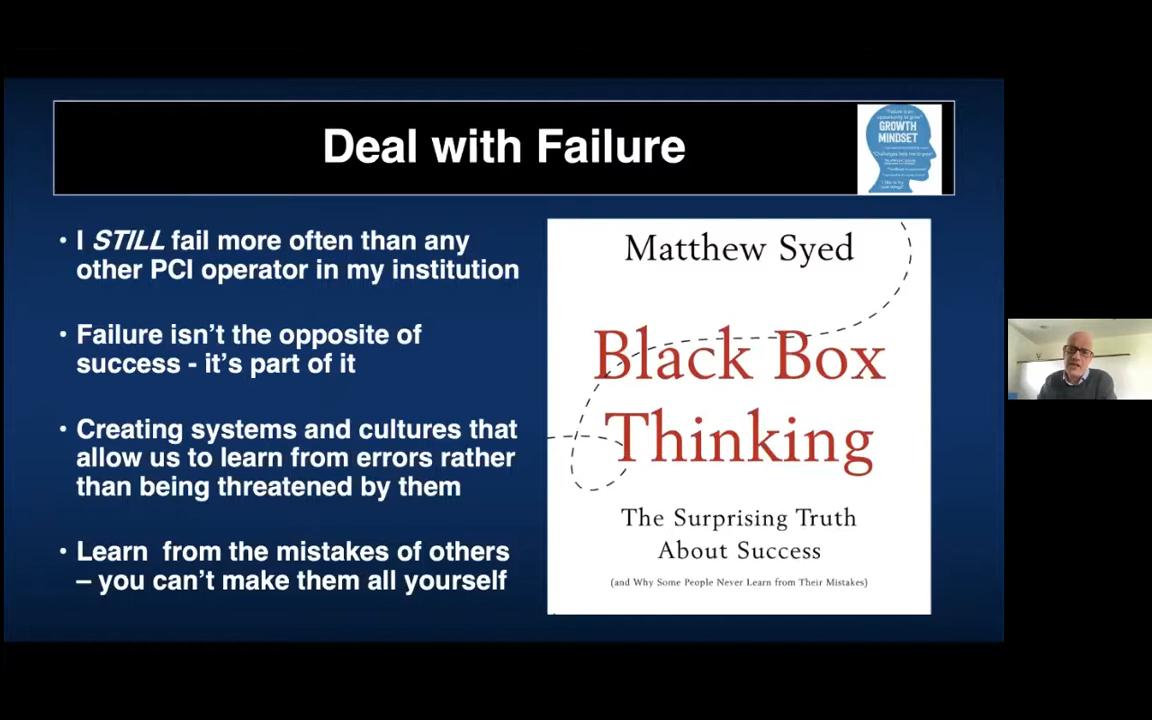 Deal with Failure
GROWTH
MINDSET
• I STILL fail more often than any
other PCI operator in my institution
• Failure isn't the opposite of
success - it's part of it
• Creating systems and cultures that
allow us to learn from errors rather
than being threatened by them
• Learn from the mistakes of others
– you can't make them all yourself
Matthew Syed
Black Box
Thinking
The Surprising Truth
About Success
(and Why Some People Never Learn from Their Mistakes)